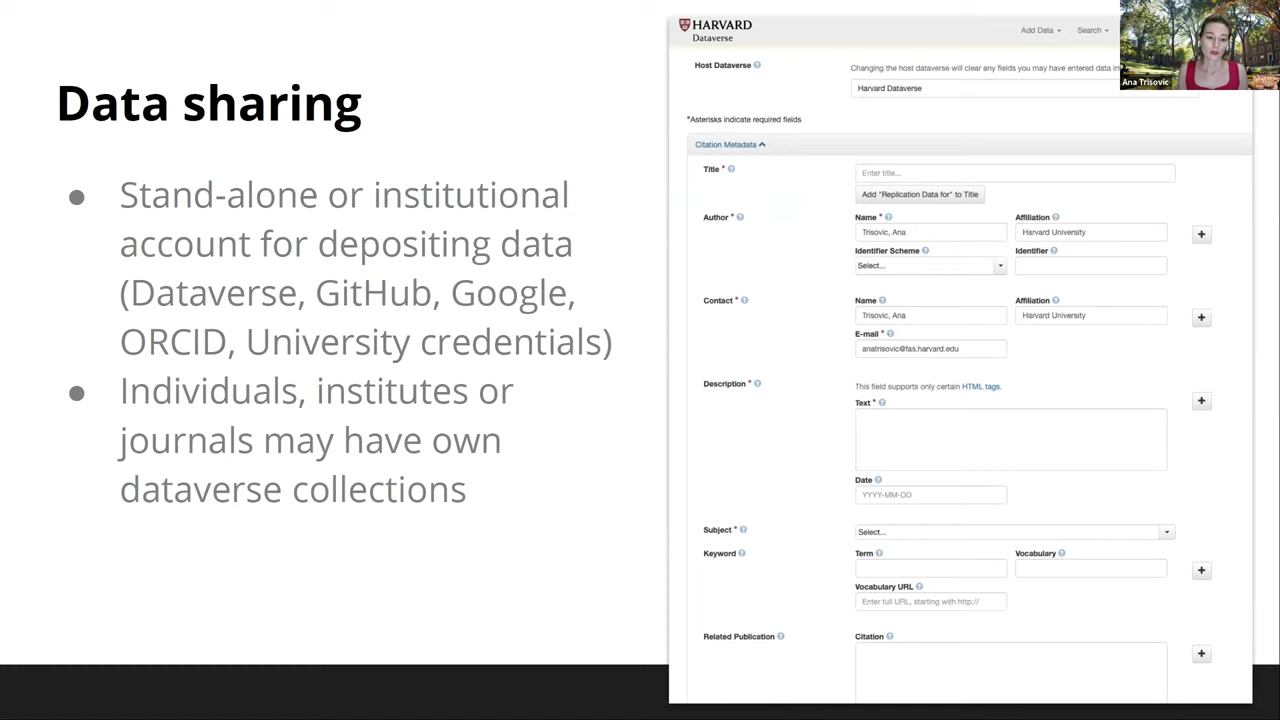 Data sharing
● Stand-alone or institutional
account for depositing data
(Dataverse, GitHub, Google,
ORCID, University credentials)
● Individuals, institutes or
journals may have own
dataverse collections
HARVARD
Dataverse
Add Data
Search
Ana Trisovic
Host Dataverse
Changing the host dataverse will clear any fields you may have entered data
Harvard Dataverse
*Asterisks indicate required fields
Citation Metadata
Title *
Enter title...
Add "Replication Data for" to Title
Author *
Name * Affiliation
Trisovic, Ana Harvard University
+
Identifier Scheme Identifier
Select...
Contact *
Name Affiliation
Trisovic, Ana Harvard University
+
E-mail *
anatrisovic@fas.harvard.edu
Description *
This field supports only certain HTML tags.
+
Text *
Date
YYYY-MM-DD
Subject *
Select...
Keyword
Term Vocabulary
+
Vocabulary URL
Enter full URL, starting with http://
Related Publication
Citation
+